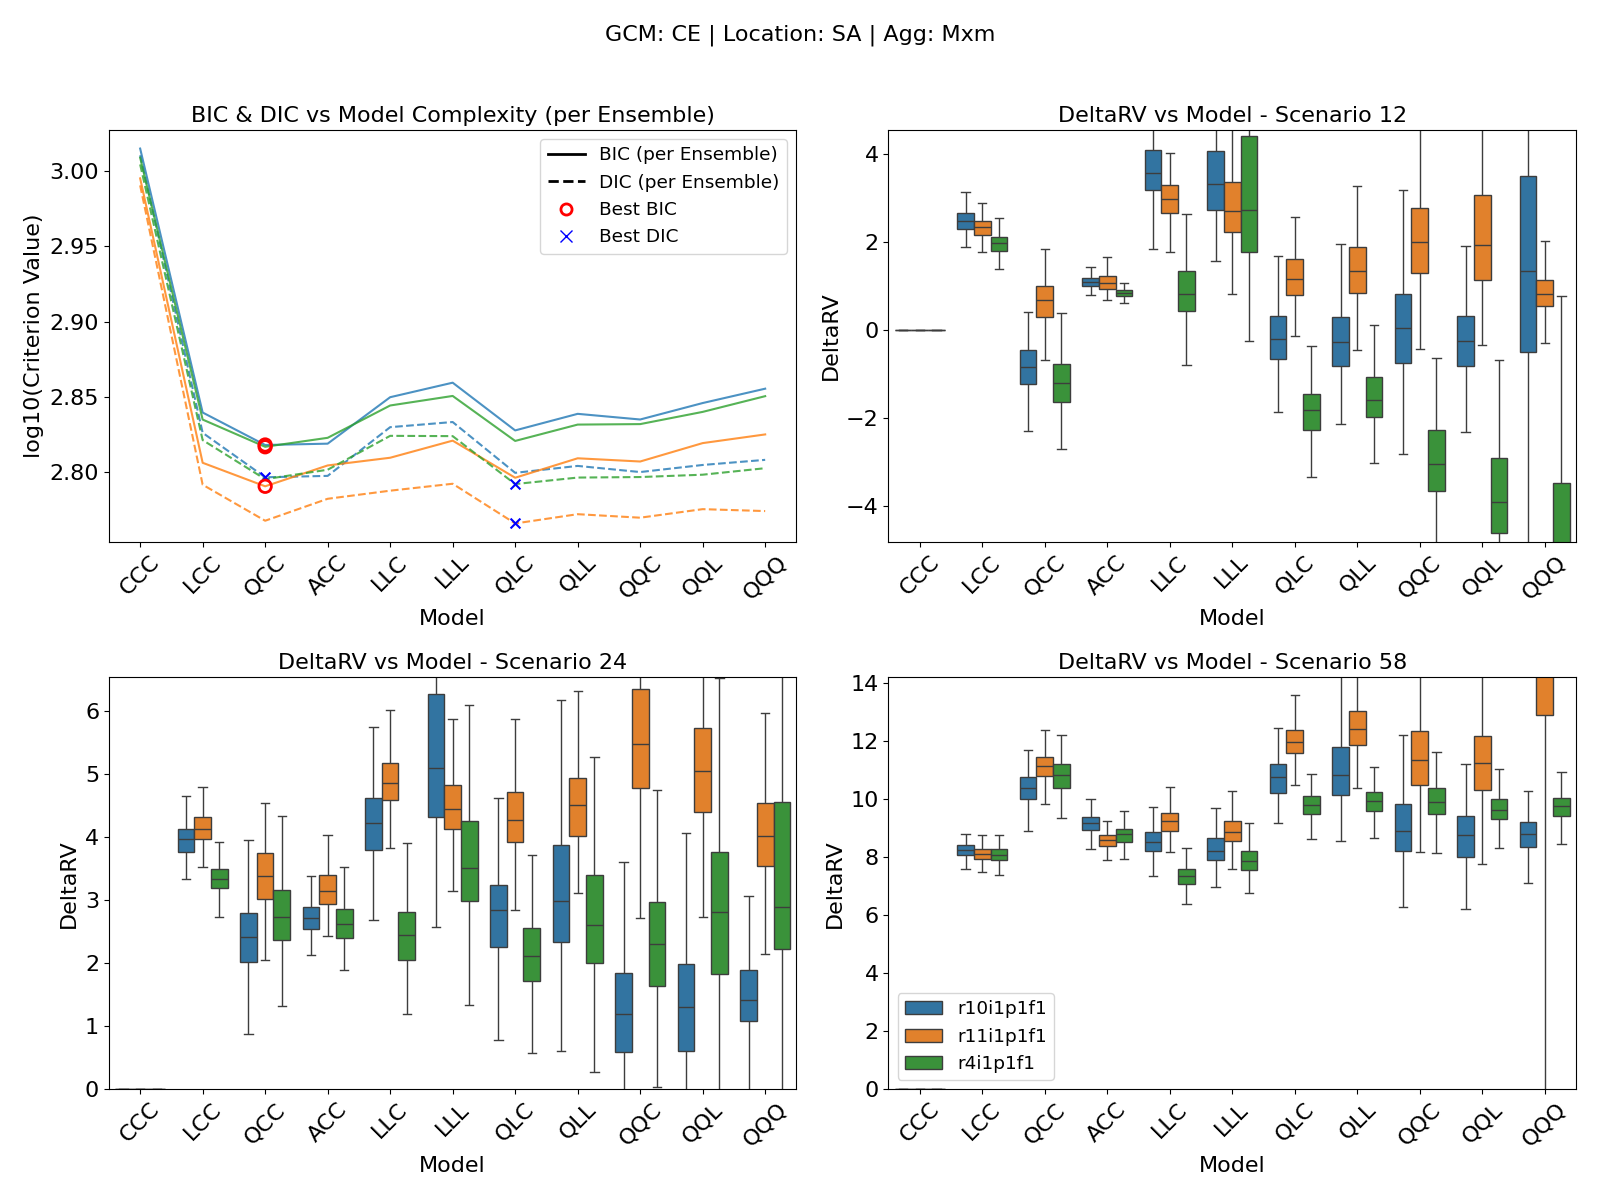 GCM: CE | Location: SA | Agg: Mxm
BIC & DIC vs Model Complexity (per Ensemble)
log10(Criterion Value)
3.00
2.95
2.90
2.85
2.80
BIC (per Ensemble)
DIC (per Ensemble)
Best BIC
Best DIC
CCC LCC QCC ACC LLC LLL QLC QLL QQC QQL QQQ
Model
DeltaRV vs Model - Scenario 12
DeltaRV
4
2
0
−2
−4
CCC LCC QCC ACC LLC LLL QLC QLL QQC QQL QQQ
Model
DeltaRV vs Model - Scenario 24
DeltaRV
6
5
4
3
2
1
0
CCC LCC QCC ACC LLC LLL QLC QLL QQC QQL QQQ
Model
DeltaRV vs Model - Scenario 58
DeltaRV
14
12
10
8
6
4
2
0
r10i1p1f1
r11i1p1f1
r4i1p1f1
CCC LCC QCC ACC LLC LLL QLC QLL QQC QQL QQQ
Model